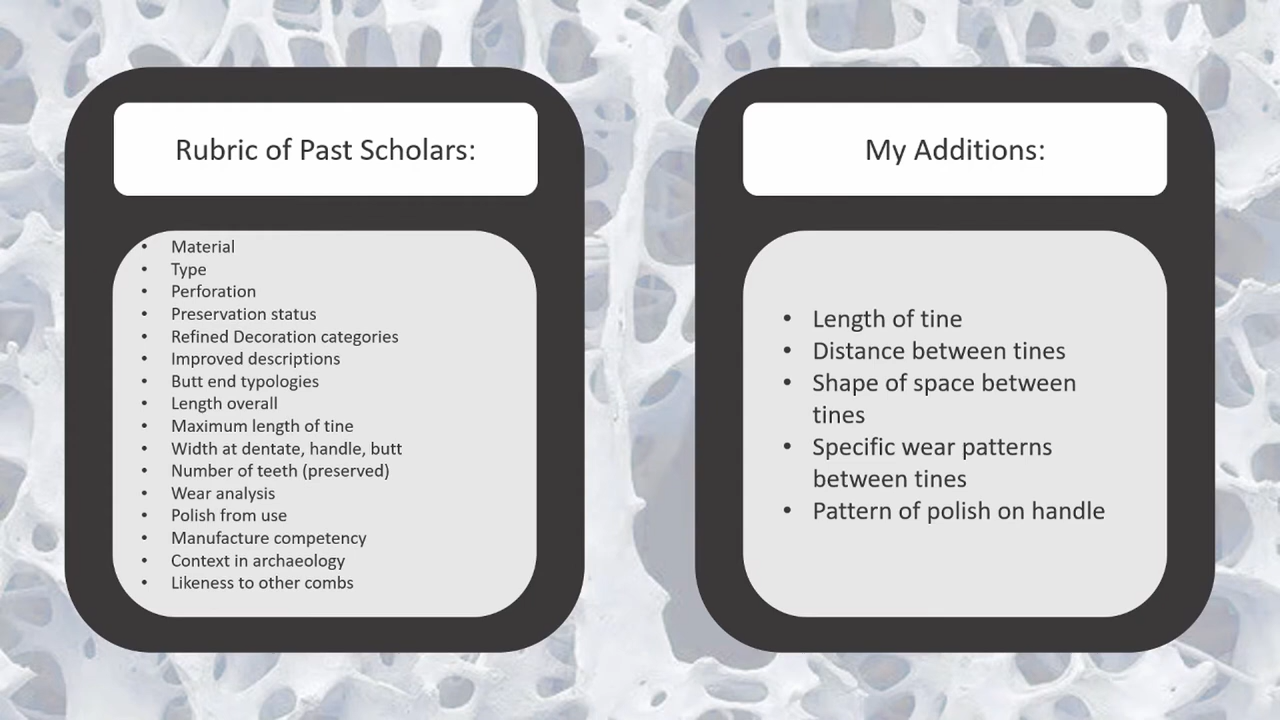 Rubric of Past Scholars:
• Material
• Type
• Perforation
• Preservation status
• Refined Decoration categories
• Improved descriptions
• Butt end typologies
• Length overall
• Maximum length of tine
• Width at dentate, handle, butt
• Number of teeth (preserved)
• Wear analysis
• Polish from use
• Manufacture competency
• Context in archaeology
• Likeness to other combs
My Additions:
• Length of tine
• Distance between tines
• Shape of space between
tines
• Specific wear patterns
between tines
• Pattern of polish on handle